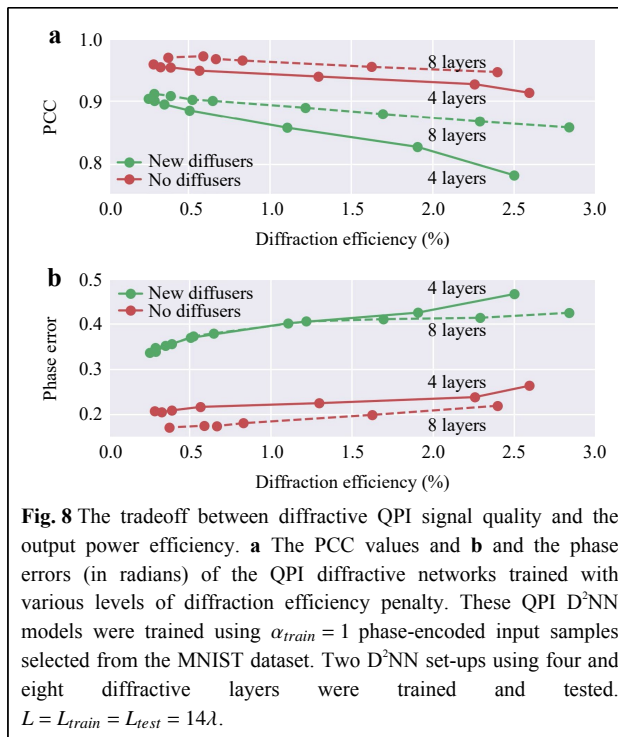 a
1.0
0.9
0.8
PCC
8 layers
4 layers
8 layers
4 layers
New diffusers
No diffusers
0.0 0.5 1.0 1.5 2.0 2.5 3.0
Diffraction efficiency (%)
b
0.5
0.4
0.3
0.2
Phase error
New diffusers
No diffusers
4 layers
8 layers
4 layers
8 layers
0.0 0.5 1.0 1.5 2.0 2.5 3.0
Diffraction efficiency (%)
Fig. 8 The tradeoff between diffractive QPI signal quality and the
output power efficiency. a The PCC values and b and the phase
errors (in radians) of the QPI diffractive networks trained with
various levels of diffraction efficiency penalty. These QPI D²NN
models were trained using α_train = 1 phase-encoded input samples
selected from the MNIST dataset. Two D²NN set-ups using four and
eight diffractive layers were trained and tested.
L = L_train = L_test = 14λ.